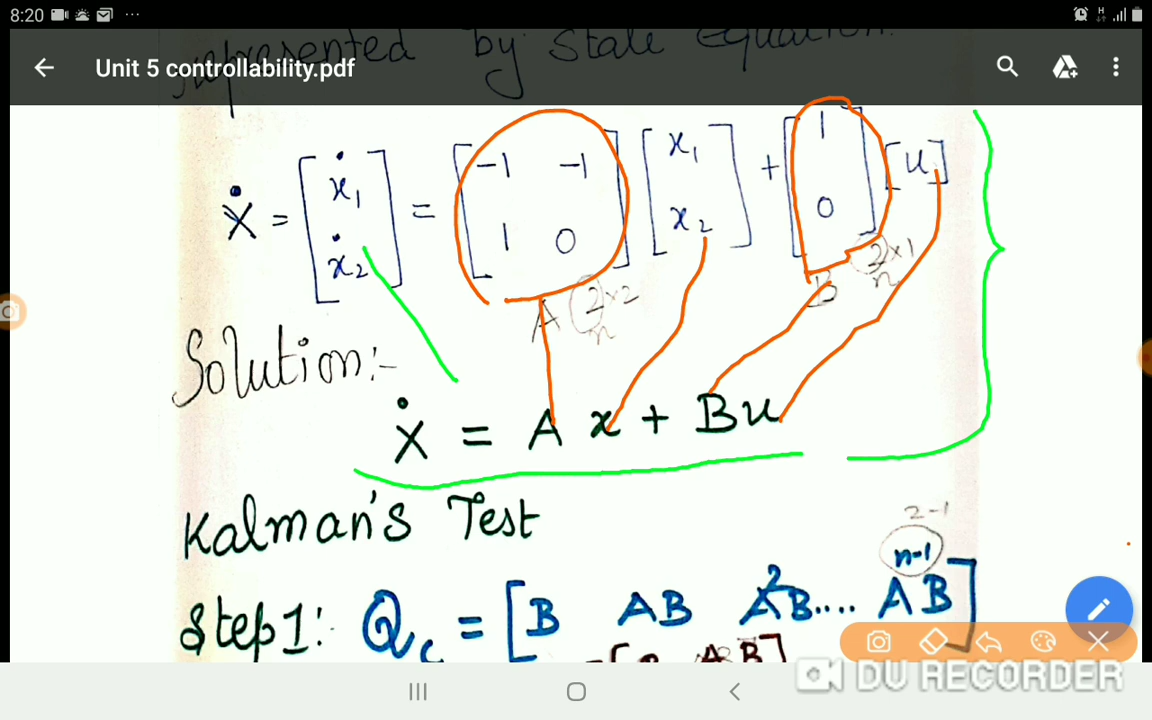 8:20
represented by State Equation.
Unit 5 controllability.pdf
Ẋ = [ẋ1 ẋ2] = [-1 -1 1 0] [x1 x2] + [1 0] [u]
A 2×2 n B 2×1 n
Solution:-
Ẋ = A x + Bu
Kalman's Test
2-1
Step1: Qc = [B AB A²B.... Aⁿ⁻¹B]
= [B AB]
DU RECORDER